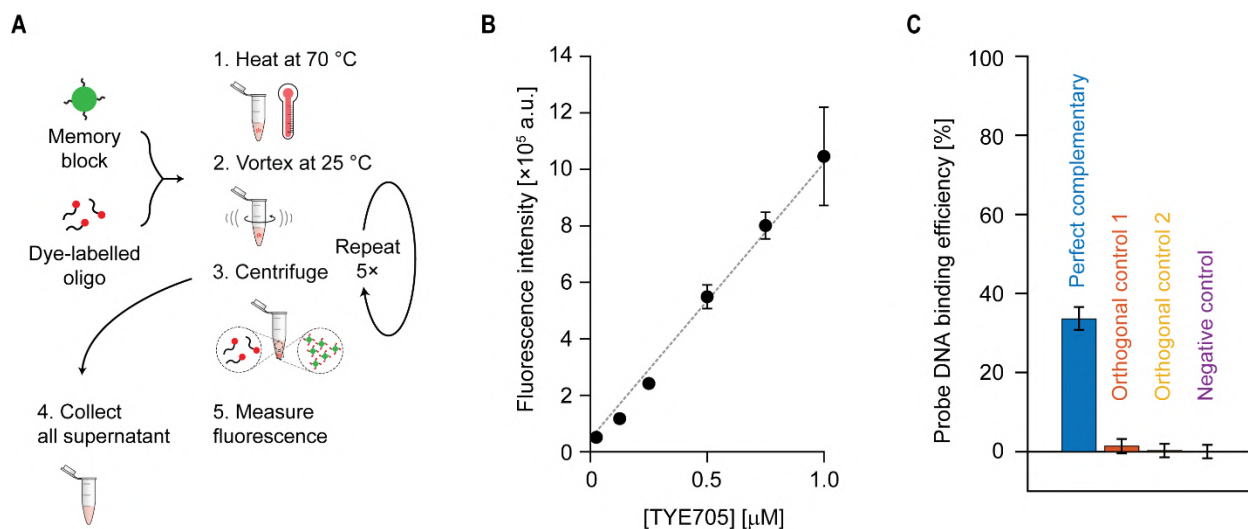 A
1. Heat at 70 °C
Memory
block
2. Vortex at 25 °C
Dye-labelled
oligo
Repeat
5×
3. Centrifuge
4. Collect
all supernatant
5. Measure
fluorescence
B
Fluorescence intensity [×10⁵ a.u.]
14
12
10
8
6
4
2
0
0
0.5
1.0
[TYE705] [μM]
C
Probe DNA binding efficiency [%]
100
80
60
40
20
0
Perfect complementary
Orthogonal control 1
Orthogonal control 2
Negative control